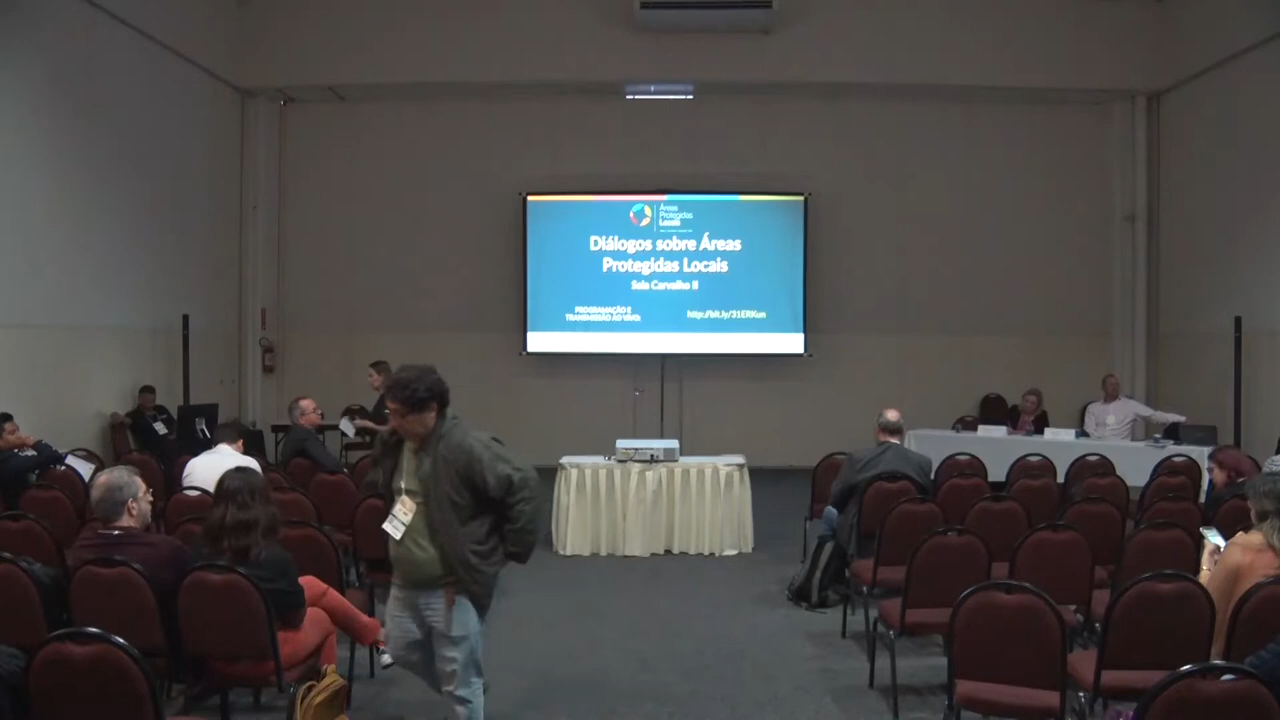 Áreas
Protegidas
Locais
Diálogos sobre Áreas
Protegidas Locais
Sala Carvalho II
PROGRAMAÇÃO E
TRANSMISSÃO AO VIVO:
http://bit.ly/31ERKun